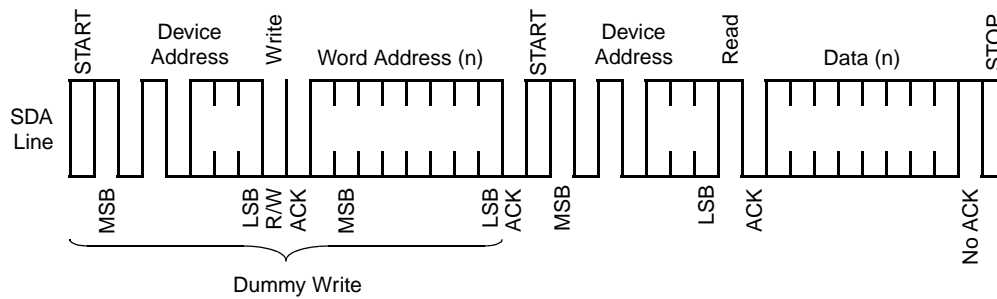 START
Device
Address
Write
Word Address (n)
START
Device
Address
Read
Data (n)
STOP
SDA
Line
MSB
LSB
R/W
ACK
MSB
LSB
ACK
MSB
LSB
ACK
No ACK
Dummy Write